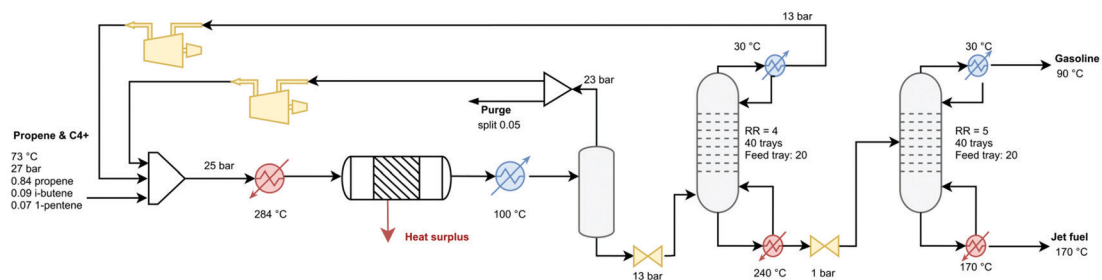 13 bar
30 °C
30 °C
Gasoline
90 °C
23 bar
Purge
split 0.05
Propene & C4+
73 °C
27 bar
0.84 propene
0.09 i-butene
0.07 1-pentene
25 bar
RR = 4
40 trays
Feed tray: 20
RR = 5
40 trays
Feed tray: 20
284 °C
100 °C
Heat surplus
13 bar
240 °C
1 bar
170 °C
Jet fuel
170 °C